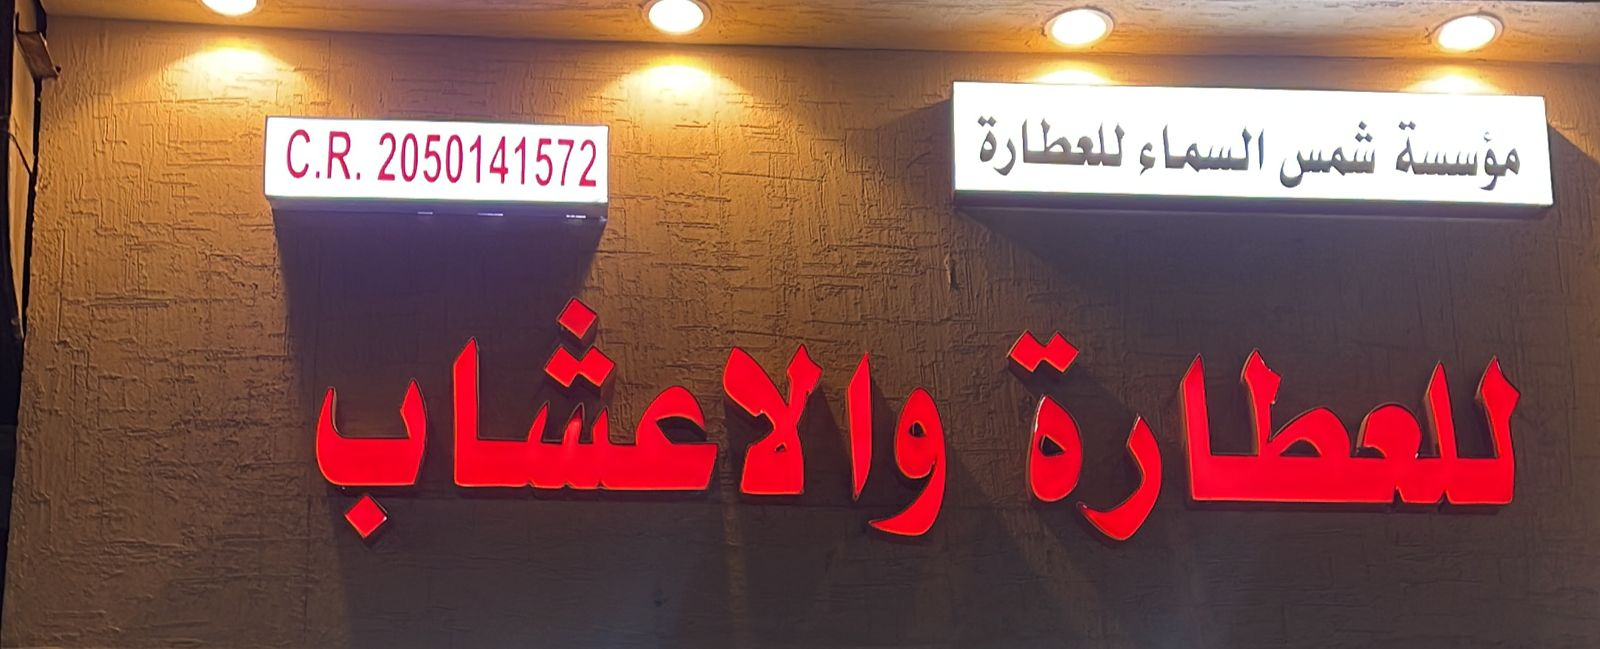 مؤسسة شمس السماء للعطارة
C.R. 2050141572
للعطارة والاعشاب